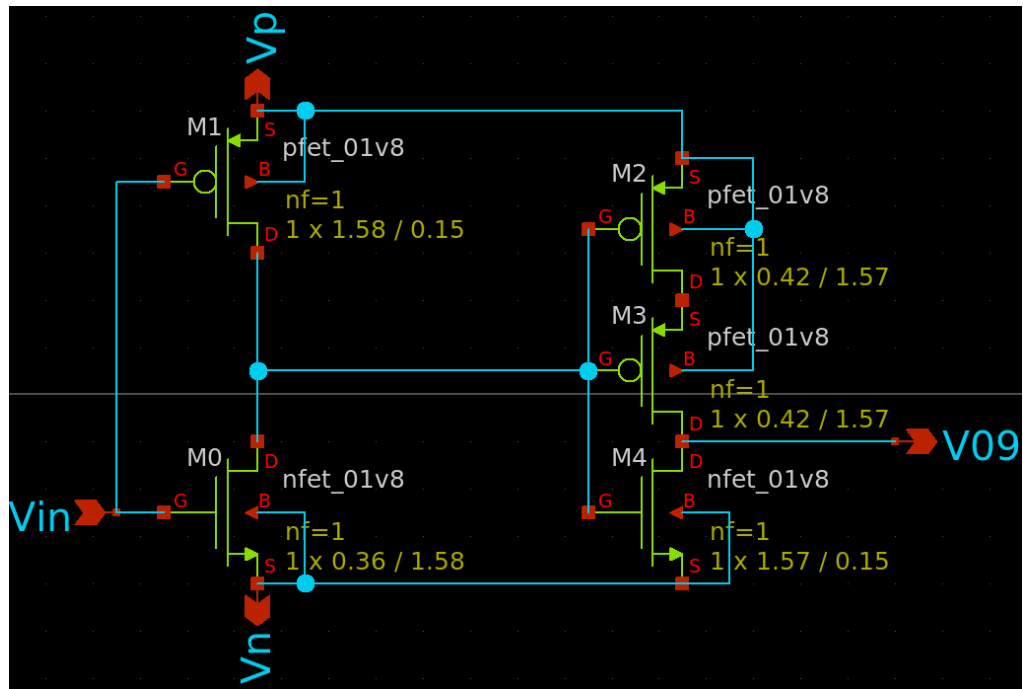 Vp
M1
S
pfet_01v8
G
B
nf=1
D
1 x 1.58 / 0.15
M2
S
pfet_01v8
G
B
nf=1
D
1 x 0.42 / 1.57
M3
S
pfet_01v8
G
B
nf=1
D
1 x 0.42 / 1.57
V09
M0
D
nfet_01v8
G
B
nf=1
S
1 x 0.36 / 1.58
Vin
M4
D
nfet_01v8
G
B
nf=1
S
1 x 1.57 / 0.15
Vn